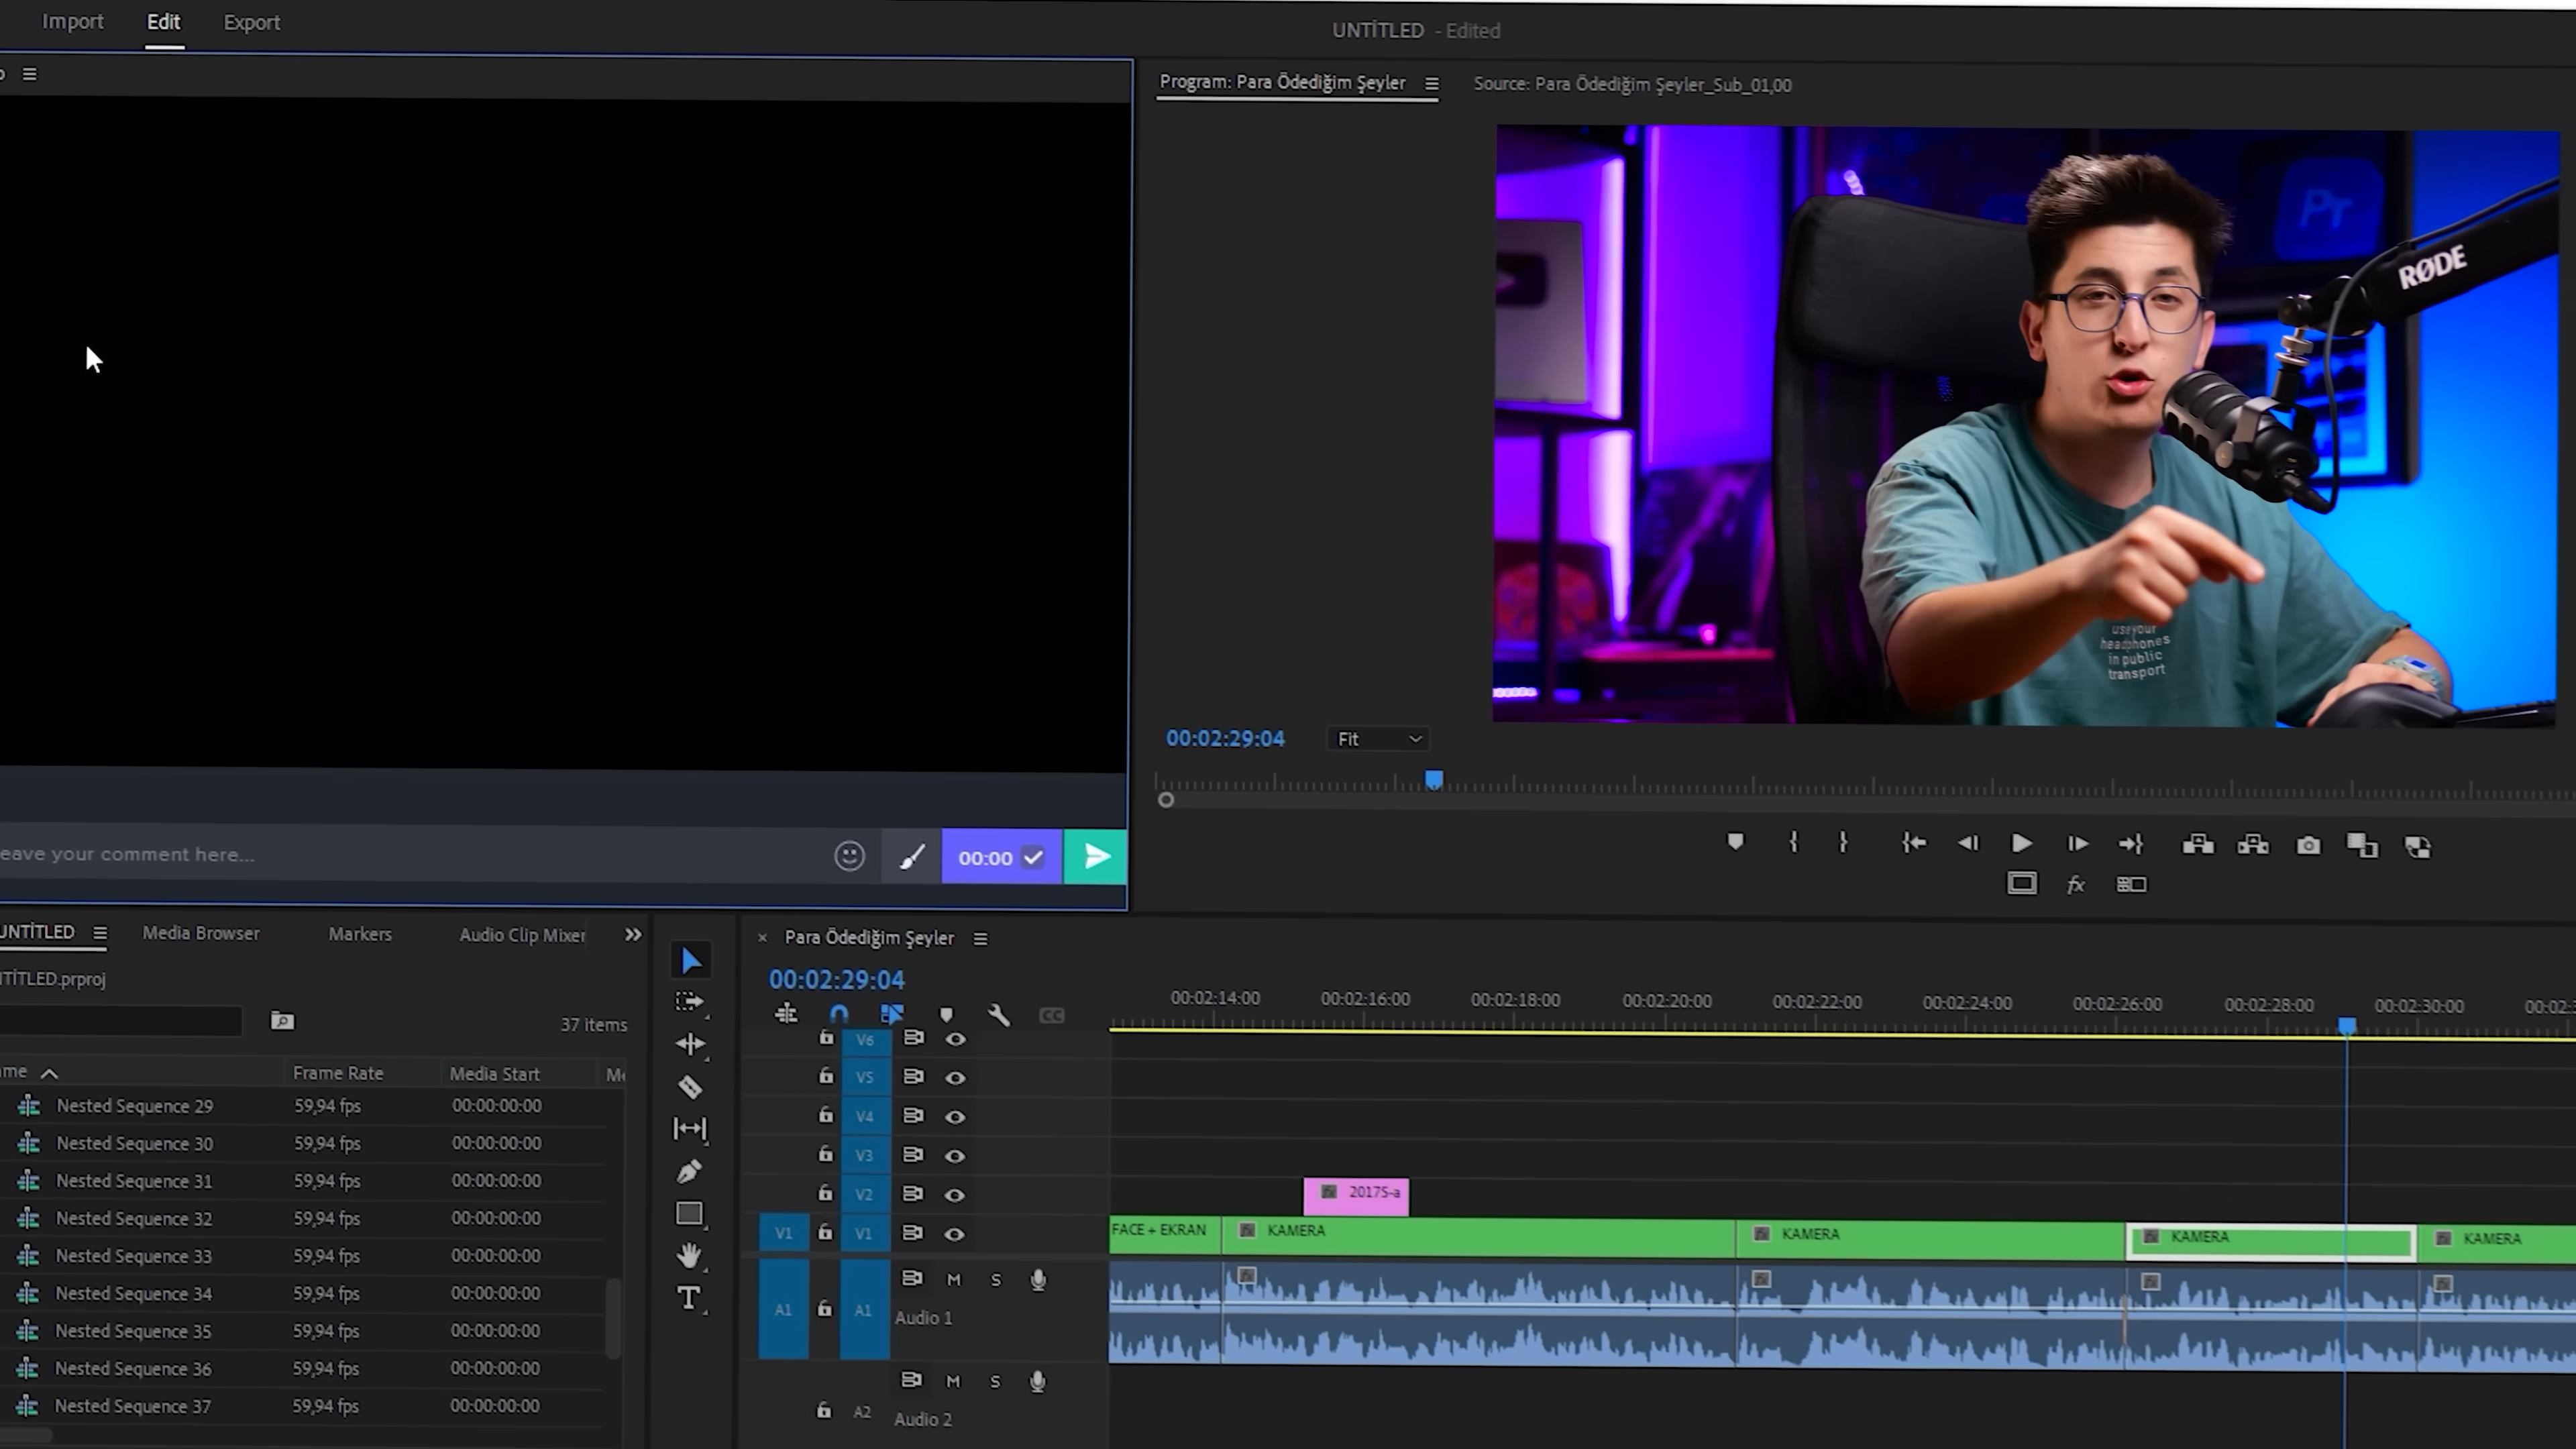 Import Edit Export
UNTİTLED - Edited
Program: Para Ödediğim Şeyler
Source: Para Ödediğim Şeyler_Sub_01,00
Pr
RØDE
use your
headphones
in public
transport
00:02:29:04
Fit
eave your comment here...
00:00
fx
UNTİTLED
Media Browser
Markers
Audio Clip Mixer
TİTLED.prproj
37 items
me
Frame Rate
Media Start
Me
Nested Sequence 29 59,94 fps 00:00:00:00
Nested Sequence 30 59,94 fps 00:00:00:00
Nested Sequence 31 59,94 fps 00:00:00:00
Nested Sequence 32 59,94 fps 00:00:00:00
Nested Sequence 33 59,94 fps 00:00:00:00
Nested Sequence 34 59,94 fps 00:00:00:00
Nested Sequence 35 59,94 fps 00:00:00:00
Nested Sequence 36 59,94 fps 00:00:00:00
Nested Sequence 37 59,94 fps 00:00:00:00
T
× Para Ödediğim Şeyler
00:02:29:04
CC
00:02:14:00 00:02:16:00 00:02:18:00 00:02:20:00 00:02:22:00 00:02:24:00 00:02:26:00 00:02:28:00 00:02:30:00 00:02:3
V6
V5
V4
V3
V2
2017S-a
V1 V1
FACE + EKRAN KAMERA KAMERA KAMERA KAMERA
A1 A1 M S
Audio 1
M S
A2 Audio 2